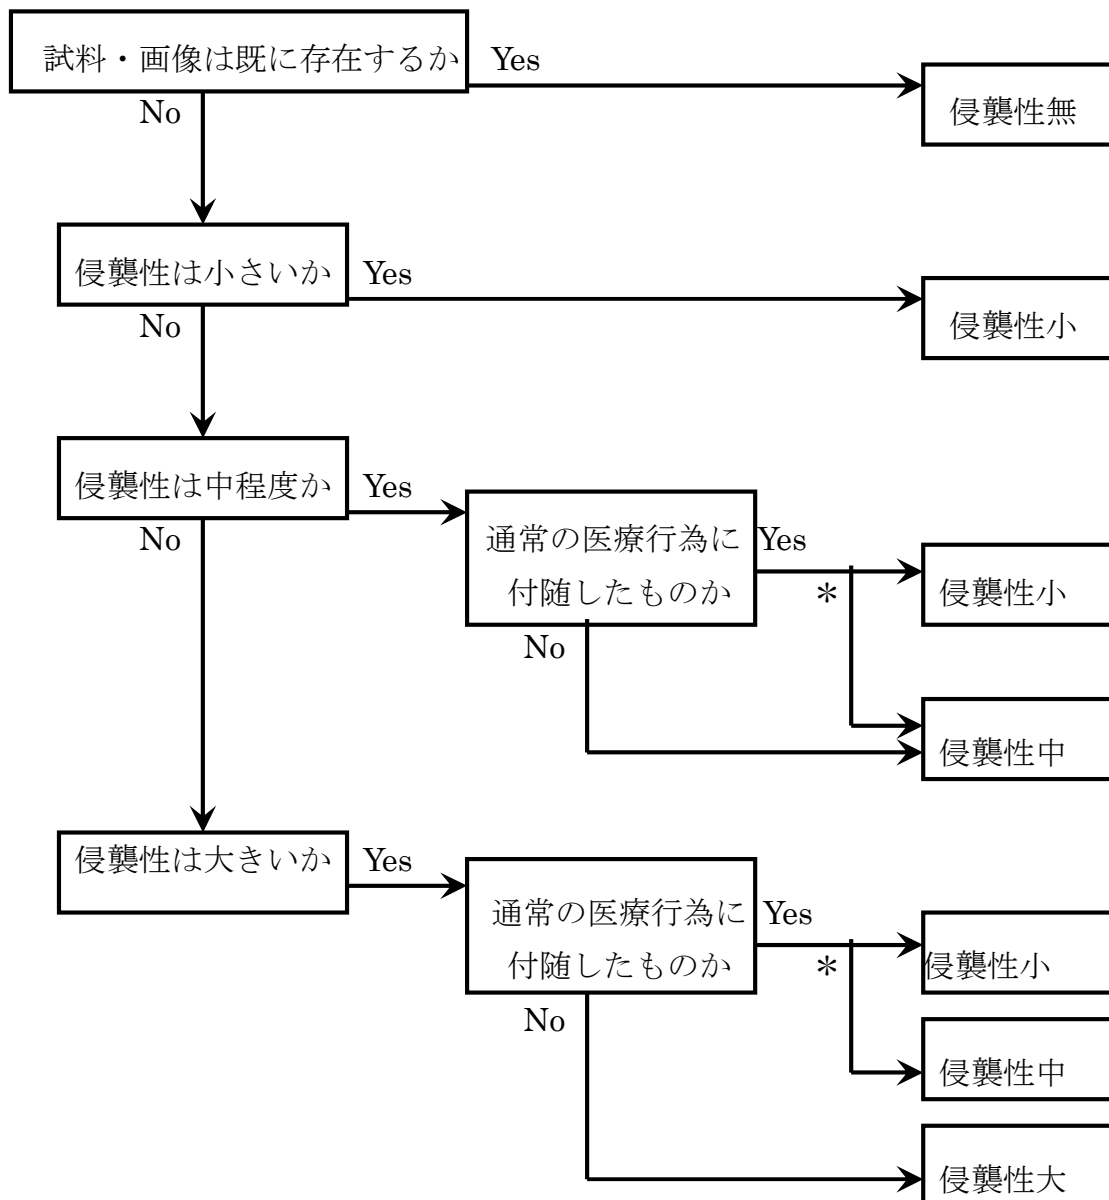 試料・画像は既に存在するか
Yes
No
侵襲性無
侵襲性は小さいか
Yes
No
侵襲性小
侵襲性は中程度か
Yes
No
通常の医療行為に
付随したものか
Yes
＊
No
侵襲性小
侵襲性中
侵襲性は大きいか
Yes
通常の医療行為に
付随したものか
Yes
＊
No
侵襲性小
侵襲性中
侵襲性大